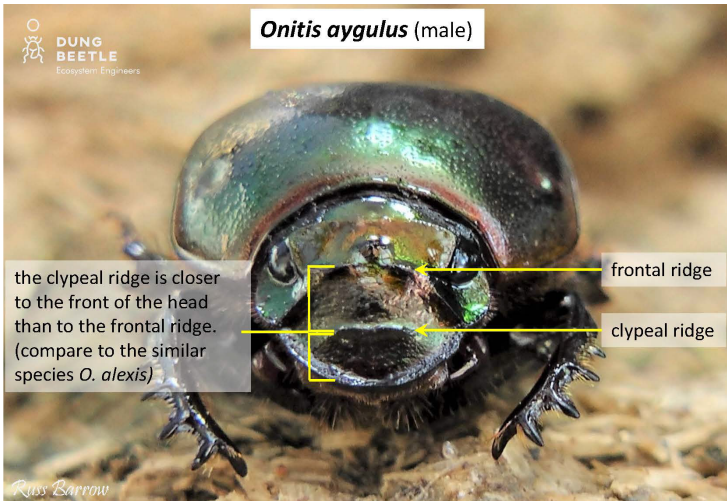 Onitis aygulus (male)
DUNG
BEETLE
Ecosystem Engineers
the clypeal ridge is closer
to the front of the head
than to the frontal ridge.
(compare to the similar
species O. alexis)
frontal ridge
clypeal ridge
Russ Barrow